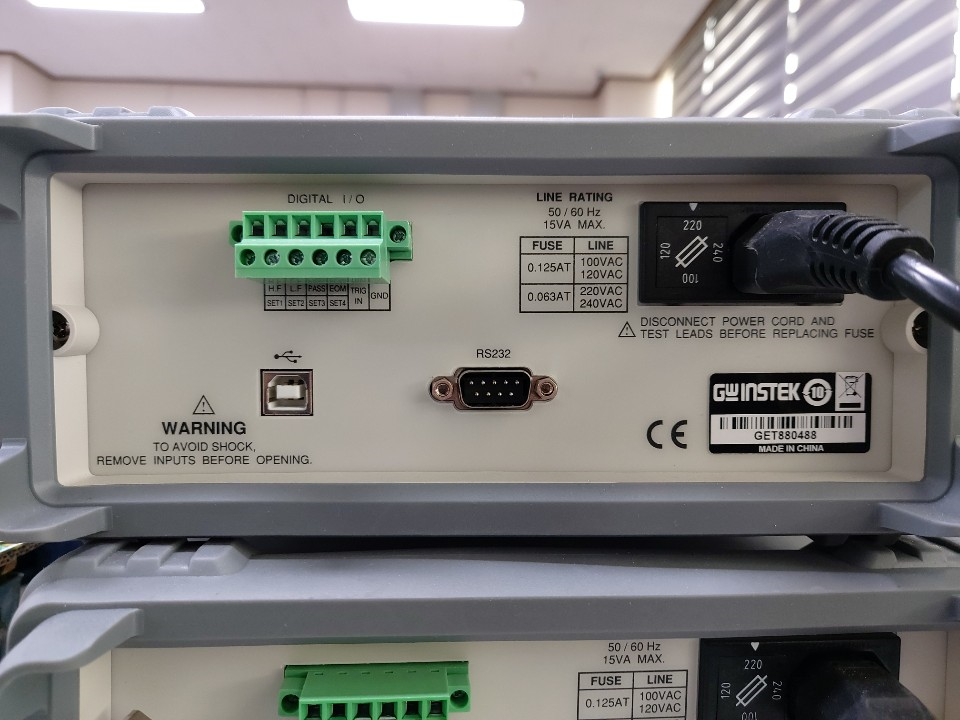 DIGITAL I/O
H.F L.F PASS EOM TRIG IN GND
SET1 SET2 SET3 SET4
LINE RATING
50 / 60 Hz
15VA MAX.
FUSE LINE
0.125AT 100VAC
120VAC
0.063AT 220VAC
240VAC
220
120
240
100
DISCONNECT POWER CORD AND
TEST LEADS BEFORE REPLACING FUSE
RS232
WARNING
TO AVOID SHOCK,
REMOVE INPUTS BEFORE OPENING.
CE
GWINSTEK 10
GET880488
MADE IN CHINA
50 / 60 Hz
15VA MAX.
FUSE LINE
0.125AT 100VAC
120VAC
220
120
240
100